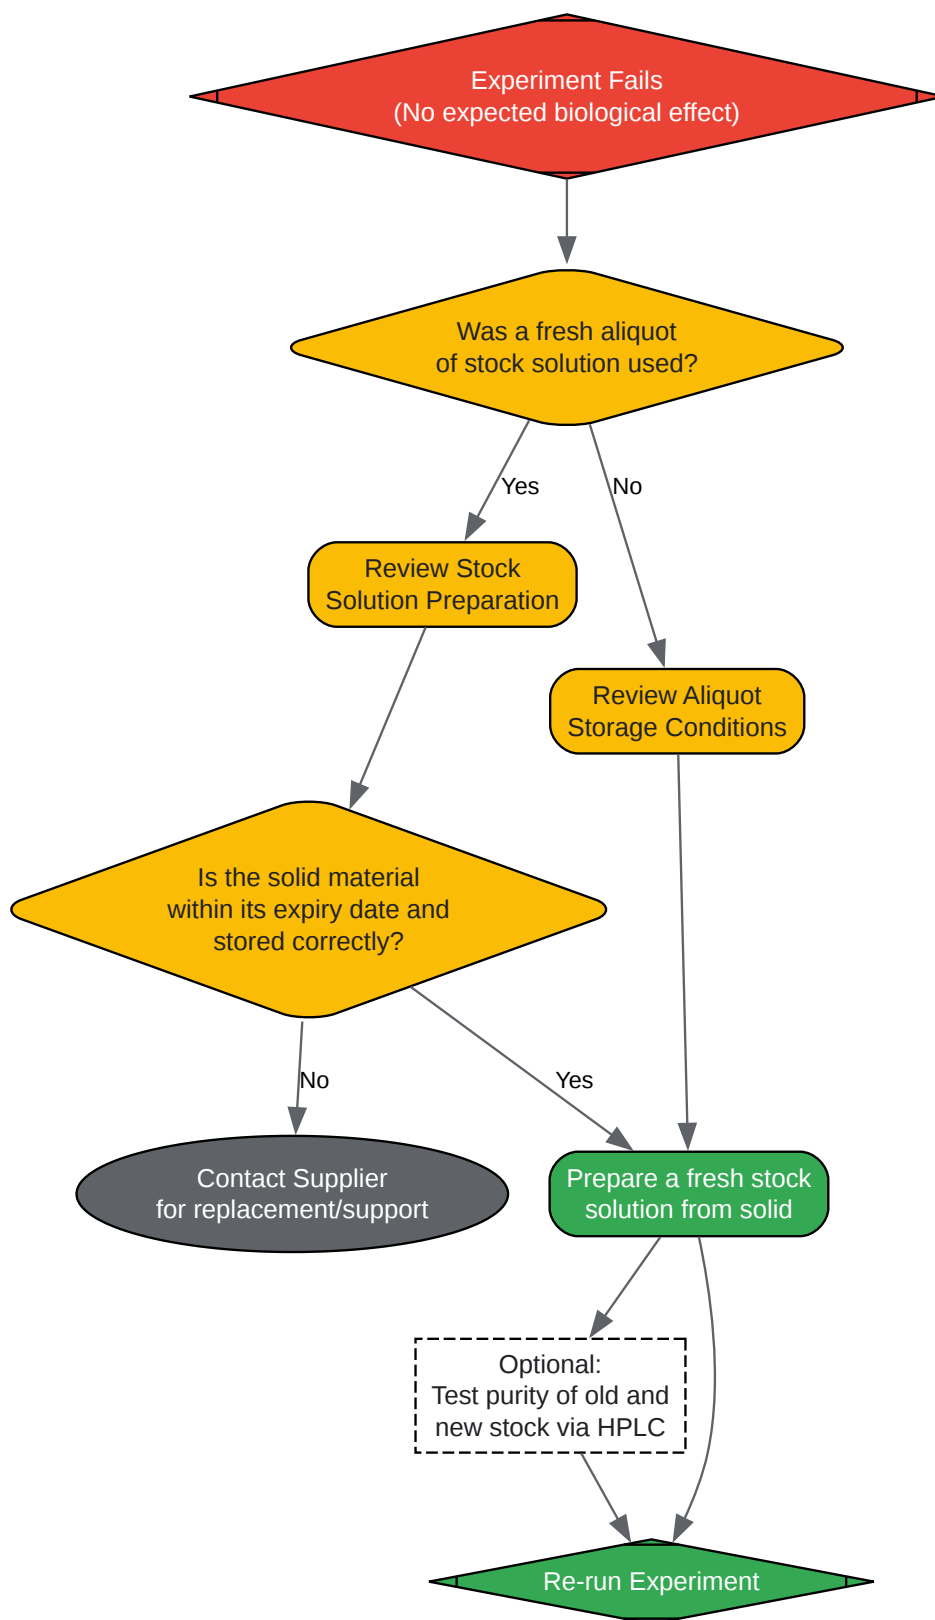 Experiment Fails
(No expected biological effect)
Was a fresh aliquot
of stock solution used?
Yes
No
Review Stock
Solution Preparation
Review Aliquot
Storage Conditions
Is the solid material
within its expiry date and
stored correctly?
No
Yes
Contact Supplier
for replacement/support
Prepare a fresh stock
solution from solid
Optional:
Test purity of old and
new stock via HPLC
Re-run Experiment